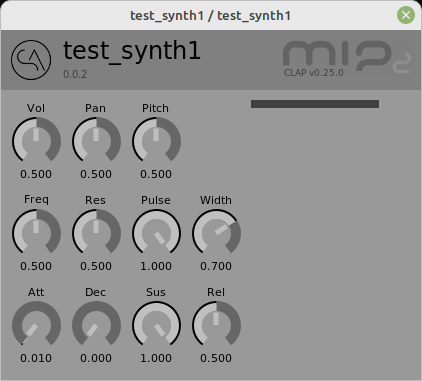 test_synth1 / test_synth1
test_synth1
0.0.2
MIP2
CLAP v0.25.0
Vol Pan Pitch
0.500 0.500 0.500
Freq Res Pulse Width
0.500 0.500 1.000 0.700
Att Dec Sus Rel
0.010 0.000 1.000 0.500